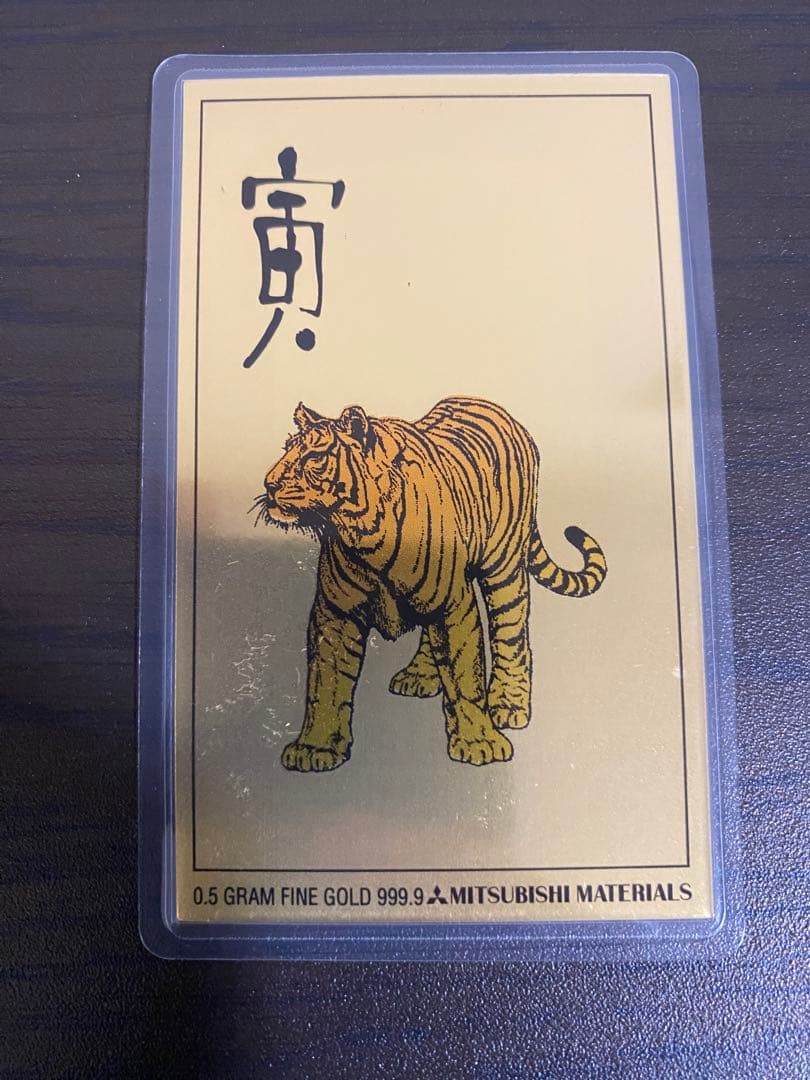 寅
0.5 GRAM FINE GOLD 999.9 MITSUBISHI MATERIALS